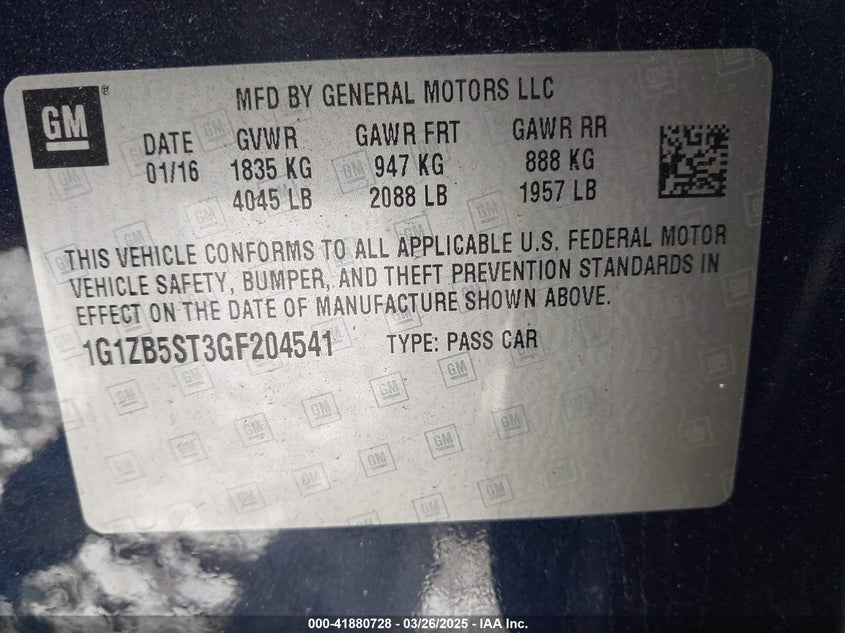 GM
MFD BY GENERAL MOTORS LLC
DATE GVWR GAWR FRT GAWR RR
01/16 1835 KG 947 KG 888 KG
4045 LB 2088 LB 1957 LB
THIS VEHICLE CONFORMS TO ALL APPLICABLE U.S. FEDERAL MOTOR
VEHICLE SAFETY, BUMPER, AND THEFT PREVENTION STANDARDS IN
EFFECT ON THE DATE OF MANUFACTURE SHOWN ABOVE.
1G1ZB5ST3GF204541 TYPE: PASS CAR
000-41880728 - 03/26/2025 - IAA Inc.